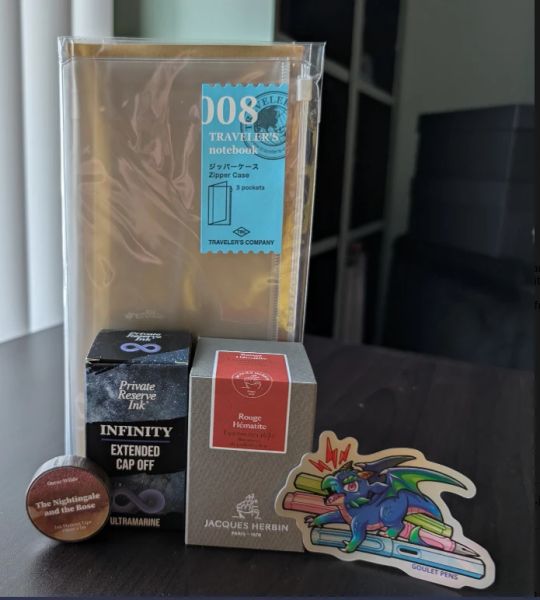 008
TRAVELER'S
notebook
ジッパーケース
Zipper Case
3 pockets
TRAVELER'S COMPANY
Private
Reserve
Ink
Private
Reserve
Ink
INFINITY
EXTENDED
CAP OFF
ULTRAMARINE
Rouge
Hématite
JACQUES HERBIN
PARIS - 1670
Oscar Wilde
The Nightingale
and the Rose
GOULET PENS